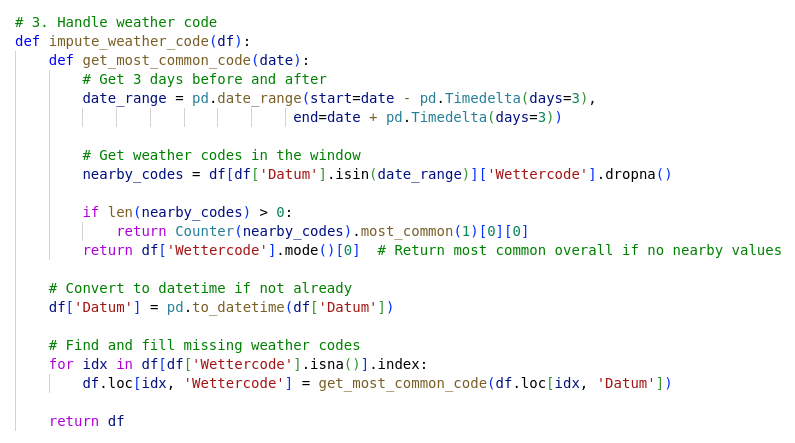 # 3. Handle weather code
def impute_weather_code(df):
    def get_most_common_code(date):
        # Get 3 days before and after
        date_range = pd.date_range(start=date - pd.Timedelta(days=3),
                                 end=date + pd.Timedelta(days=3))

        # Get weather codes in the window
        nearby_codes = df[df['Datum'].isin(date_range)]['Wettercode'].dropna()

        if len(nearby_codes) > 0:
            return Counter(nearby_codes).most_common(1)[0][0]
        return df['Wettercode'].mode()[0]  # Return most common overall if no nearby values

    # Convert to datetime if not already
    df['Datum'] = pd.to_datetime(df['Datum'])

    # Find and fill missing weather codes
    for idx in df[df['Wettercode'].isna()].index:
        df.loc[idx, 'Wettercode'] = get_most_common_code(df.loc[idx, 'Datum'])

    return df